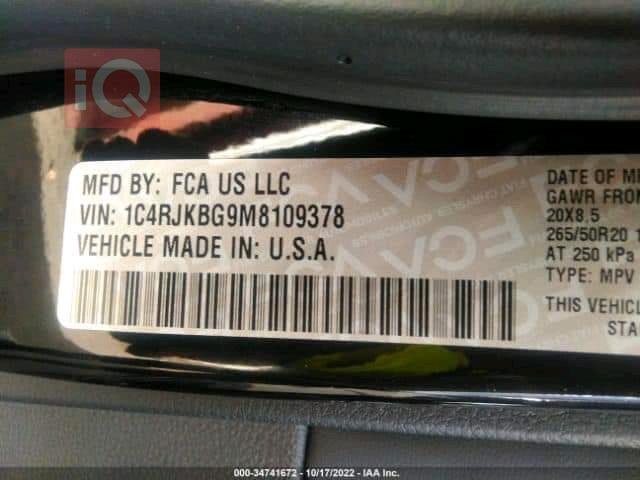 iQ
MFD BY: FCA US LLC
VIN: 1C4RJKBG9M8109378
VEHICLE MADE IN: U.S.A.
DATE OF M
GAWR FRON
20X8.5
265/50R20 1
AT 250 kPa
TYPE: MPV
THIS VEHICL
STA
000-34741672 - 10/17/2022 - IAA Inc.